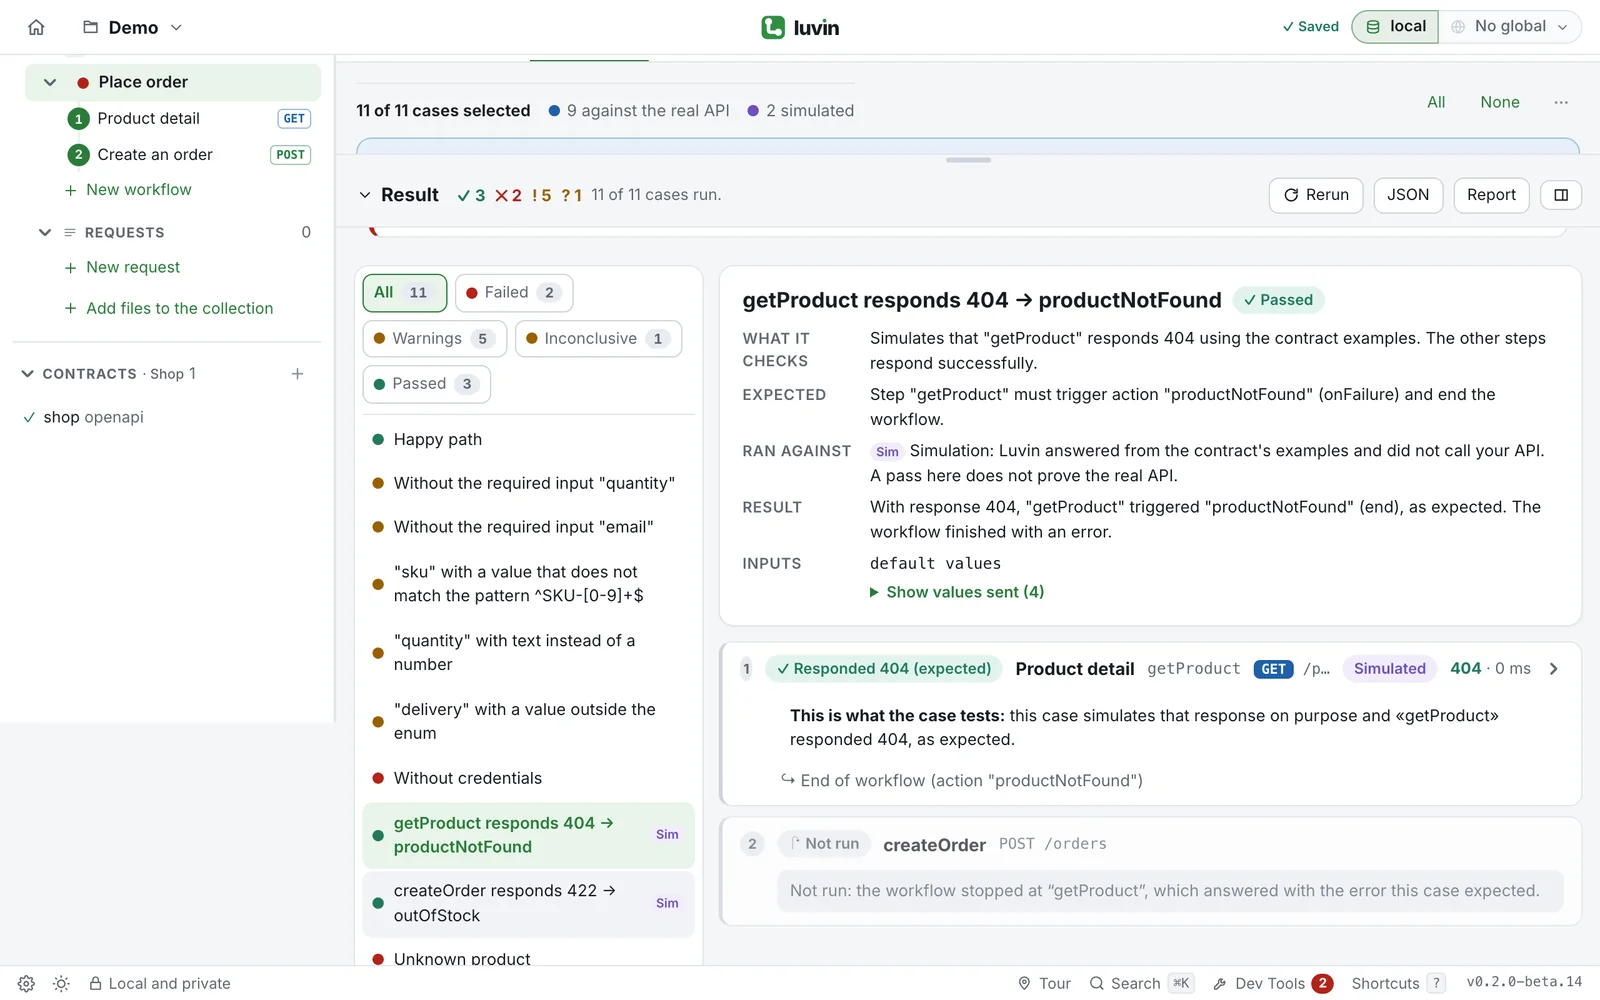 Demo
luvin
Saved
local
No global
Place order
1 Product detail GET
2 Create an order POST
+ New workflow
REQUESTS 0
+ New request
+ Add files to the collection
CONTRACTS · Shop 1 +
shop openapi
11 of 11 cases selected
9 against the real API
2 simulated
All
None
...
Result ✓ 3 ✕ 2 ! 5 ? 1 11 of 11 cases run.
Rerun
JSON
Report
All 11
Failed 2
Warnings 5
Inconclusive 1
Passed 3
Happy path
Without the required input "quantity"
Without the required input "email"
"sku" with a value that does not
match the pattern ^SKU-[0-9]+$
"quantity" with text instead of a
number
"delivery" with a value outside the
enum
Without credentials
getProduct responds 404 →
productNotFound
Sim
createOrder responds 422 →
outOfStock
Sim
Unknown product
getProduct responds 404 → productNotFound ✓ Passed
WHAT IT
CHECKS
Simulates that "getProduct" responds 404 using the contract examples. The other steps
respond successfully.
EXPECTED
Step "getProduct" must trigger action "productNotFound" (onFailure) and end the
workflow.
RAN AGAINST
Sim Simulation: Luvin answered from the contract's examples and did not call your API.
A pass here does not prove the real API.
RESULT
With response 404, "getProduct" triggered "productNotFound" (end), as expected. The
workflow finished with an error.
INPUTS
default values
Show values sent (4)
1 ✓ Responded 404 (expected) Product detail getProduct GET /p… Simulated 404 · 0 ms
This is what the case tests: this case simulates that response on purpose and «getProduct»
responded 404, as expected.
↪ End of workflow (action "productNotFound")
2 Not run createOrder POST /orders
Not run: the workflow stopped at “getProduct”, which answered with the error this case expected.
Local and private
Tour
Search ⌘K
Dev Tools 2
Shortcuts ?
v0.2.0-beta.14